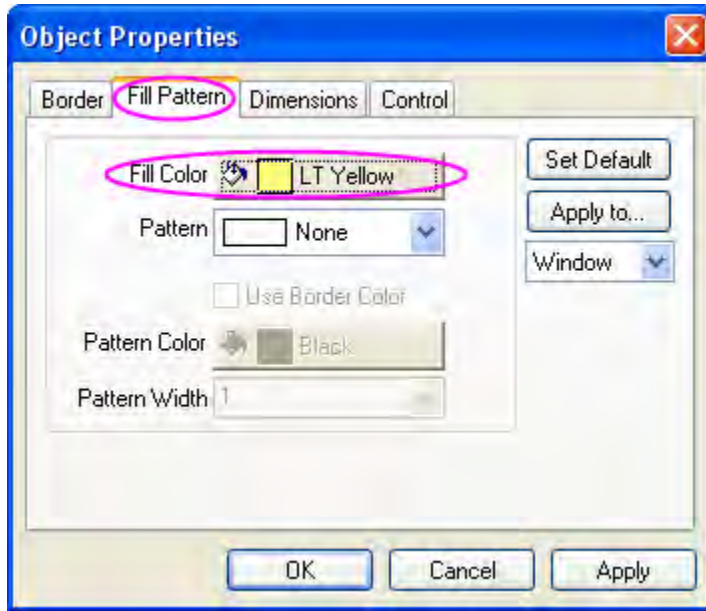 Object Properties
Border Fill Pattern Dimensions Control
Fill Color LT Yellow
Set Default
Pattern None
Apply to...
Window
Use Border Color
Pattern Color Black
Pattern Width 1
OK Cancel Apply